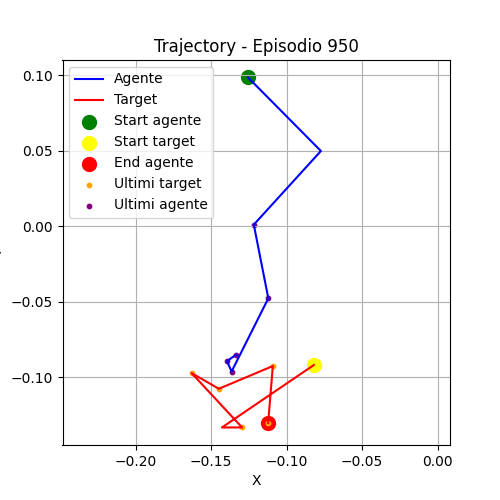 Trajectory - Episodio 950
Agente
Target
Start agente
Start target
End agente
Ultimi target
Ultimi agente
0.10
0.05
0.00
−0.05
−0.10
−0.20
−0.15
−0.10
−0.05
0.00
X